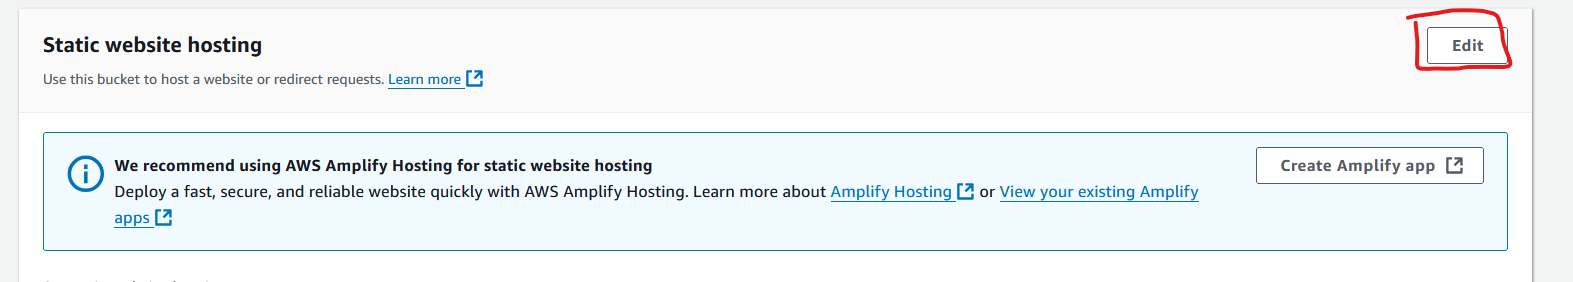 Static website hosting
Edit
Use this bucket to host a website or redirect requests. Learn more
We recommend using AWS Amplify Hosting for static website hosting
Create Amplify app
Deploy a fast, secure, and reliable website quickly with AWS Amplify Hosting. Learn more about Amplify Hosting or View your existing Amplify
apps